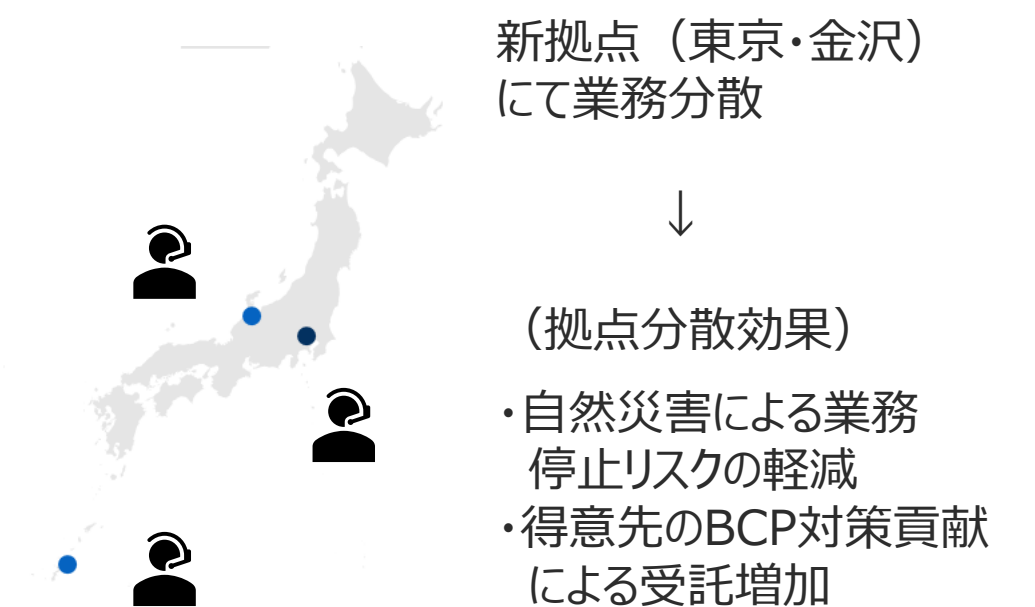 新拠点（東京・金沢）
にて業務分散
↓
（拠点分散効果）
・自然災害による業務
停止リスクの軽減
・得意先のBCP対策貢献
による受託増加